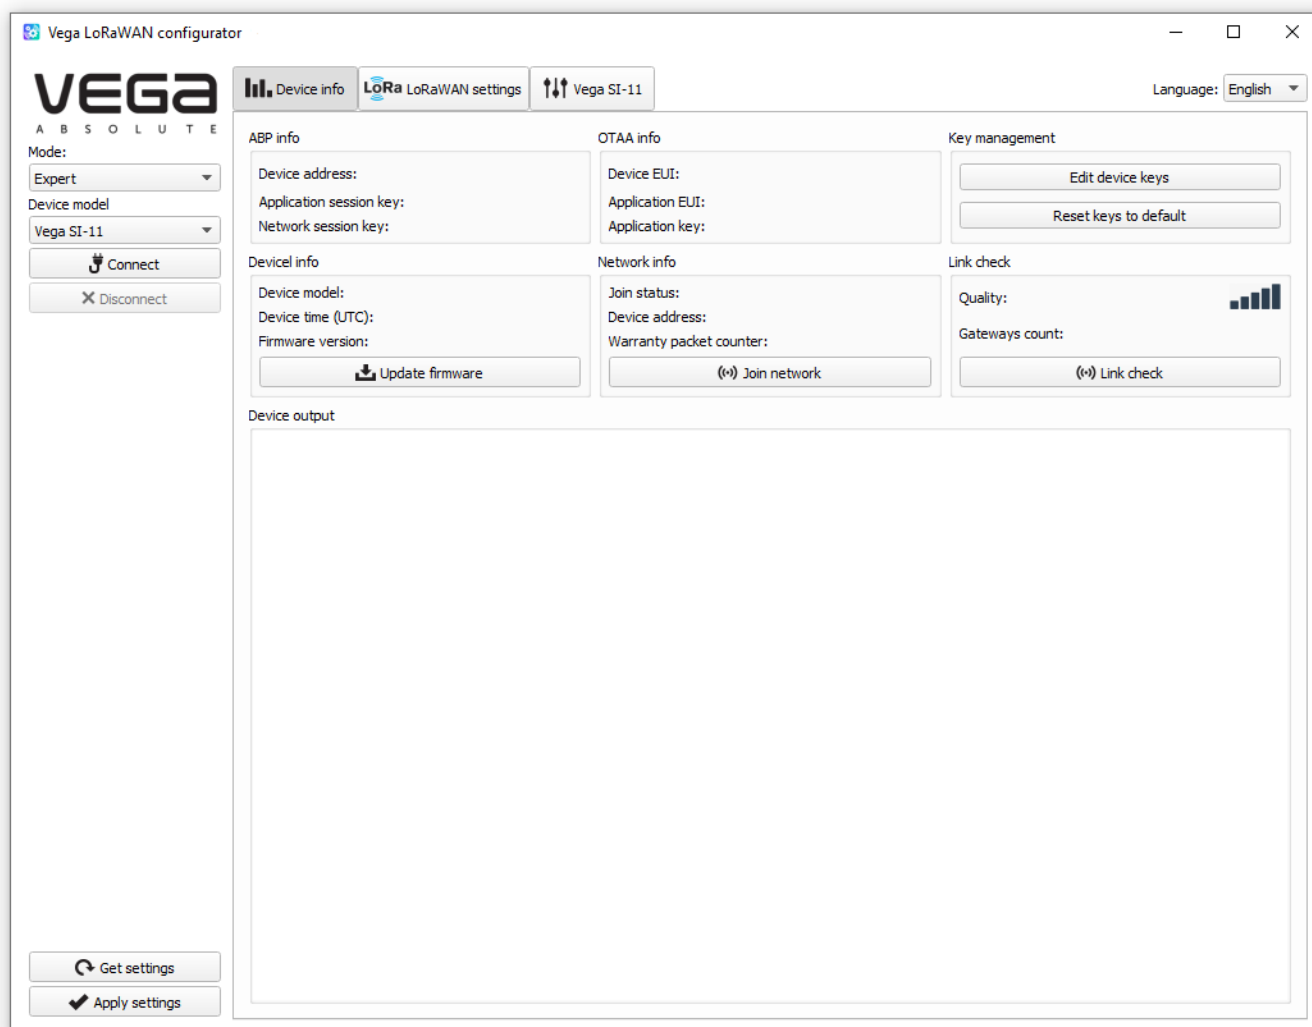 Vega LoRaWAN configurator
VEGA
ABSOLUTE
Mode:
Expert
Device model
Vega SI-11
Connect
Disconnect
Get settings
Apply settings
Device info
LoRa LoRaWAN settings
Vega SI-11
Language: English
ABP info
Device address:
Application session key:
Network session key:
OTAA info
Device EUI:
Application EUI:
Application key:
Key management
Edit device keys
Reset keys to default
Devicel info
Device model:
Device time (UTC):
Firmware version:
Update firmware
Network info
Join status:
Device address:
Warranty packet counter:
Join network
Link check
Quality:
Gateways count:
Link check
Device output